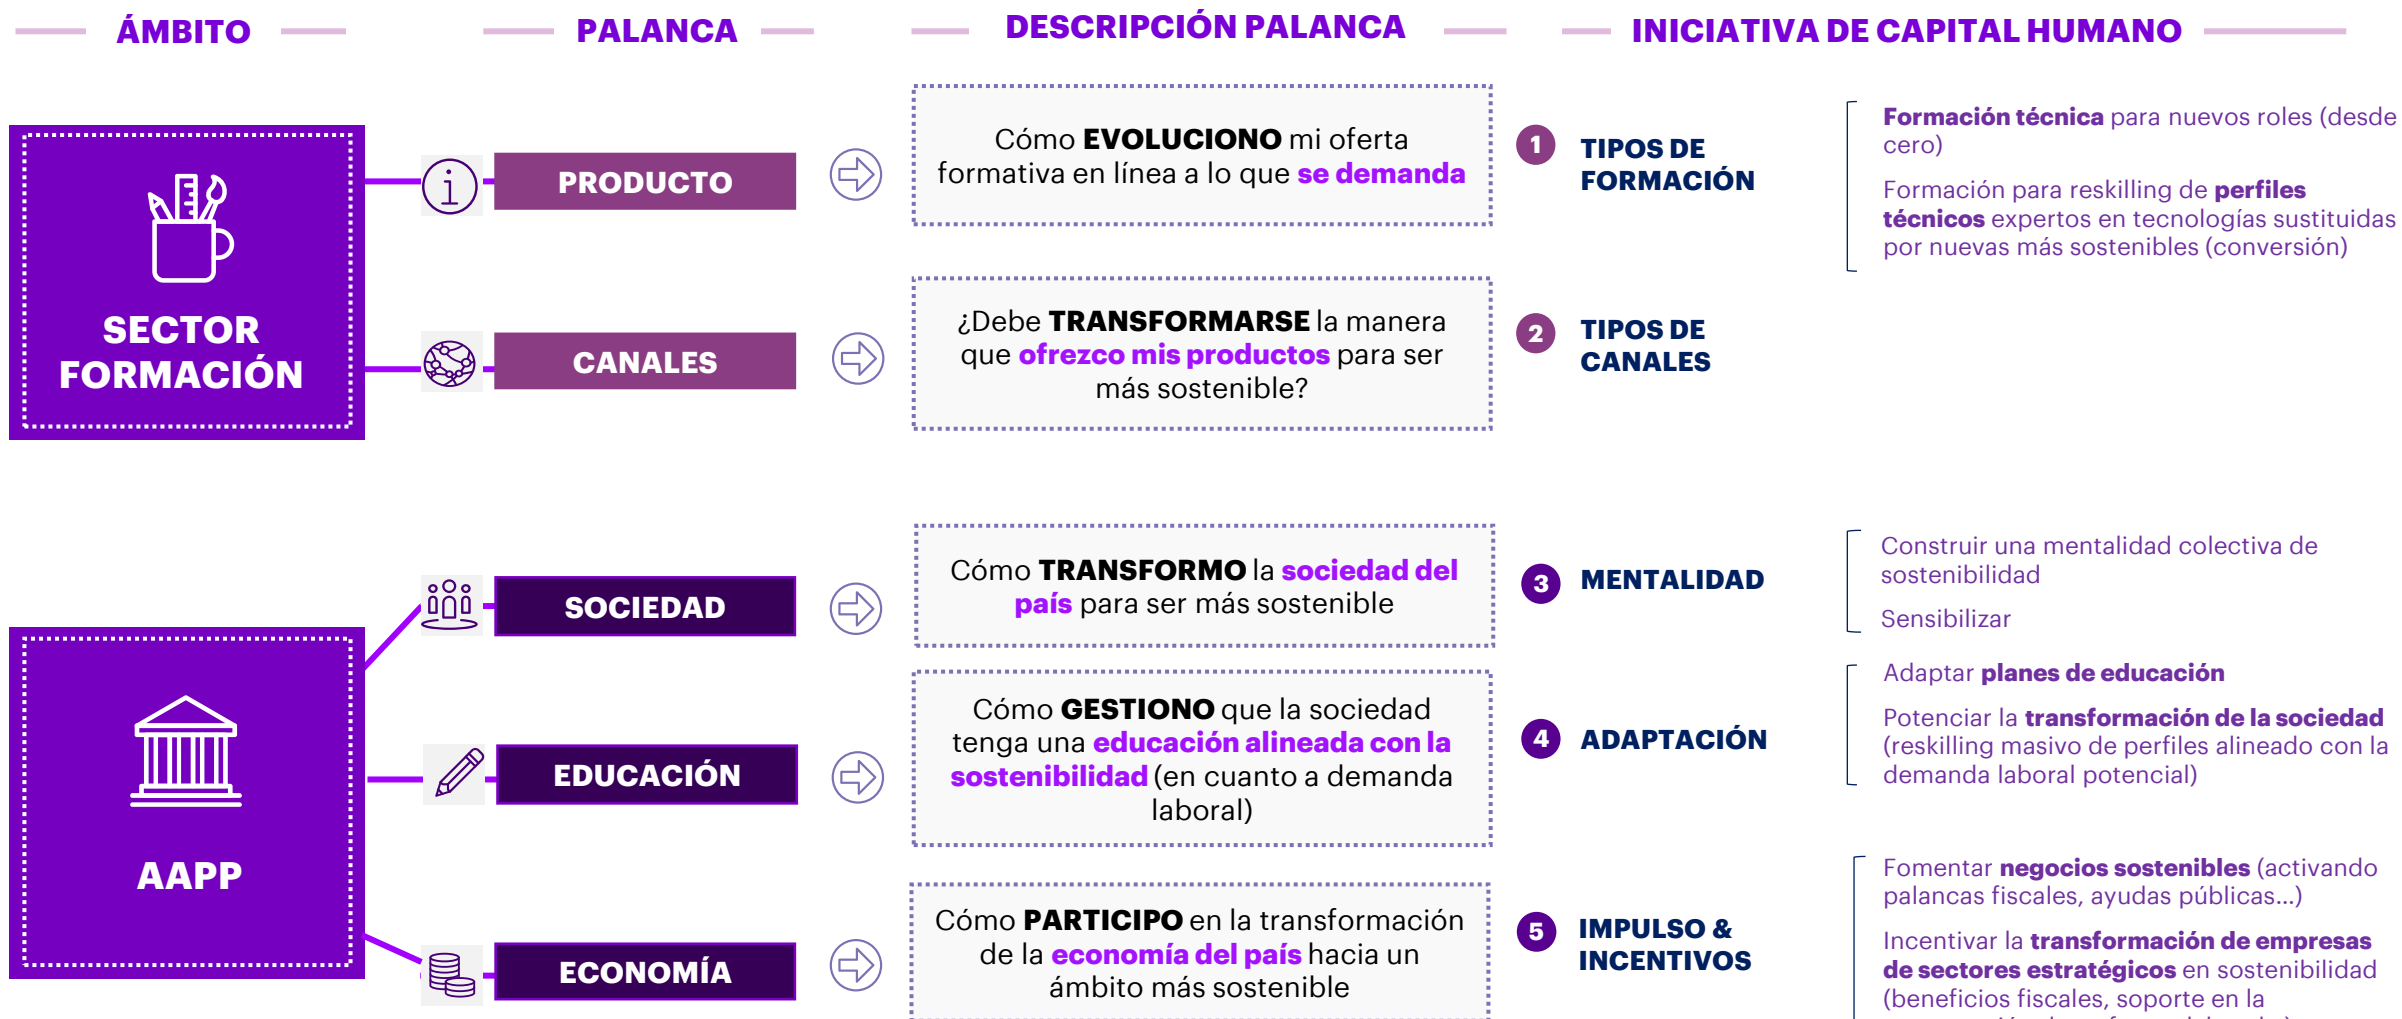 ÁMBITO
PALANCA
DESCRIPCIÓN PALANCA
INICIATIVA DE CAPITAL HUMANO
SECTOR
FORMACIÓN
PRODUCTO
Cómo EVOLUCIONO mi oferta
formativa en línea a lo que se demanda
1
TIPOS DE
FORMACIÓN
Formación técnica para nuevos roles (desde
cero)
Formación para reskilling de perfiles
técnicos expertos en tecnologías sustituidas
por nuevas más sostenibles (conversión)
CANALES
¿Debe TRANSFORMARSE la manera
que ofrezco mis productos para ser
más sostenible?
2
TIPOS DE
CANALES
AAPP
SOCIEDAD
Cómo TRANSFORMO la sociedad del
país para ser más sostenible
3
MENTALIDAD
Construir una mentalidad colectiva de
sostenibilidad
Sensibilizar
EDUCACIÓN
Cómo GESTIONO que la sociedad
tenga una educación alineada con la
sostenibilidad (en cuanto a demanda
laboral)
4
ADAPTACIÓN
Adaptar planes de educación
Potenciar la transformación de la sociedad
(reskilling masivo de perfiles alineado con la
demanda laboral potencial)
ECONOMÍA
Cómo PARTICIPO en la transformación
de la economía del país hacia un
ámbito más sostenible
5
IMPULSO &
INCENTIVOS
Fomentar negocios sostenibles (activando
palancas fiscales, ayudas públicas...)
Incentivar la transformación de empresas
de sectores estratégicos en sostenibilidad
(beneficios fiscales, soporte en la